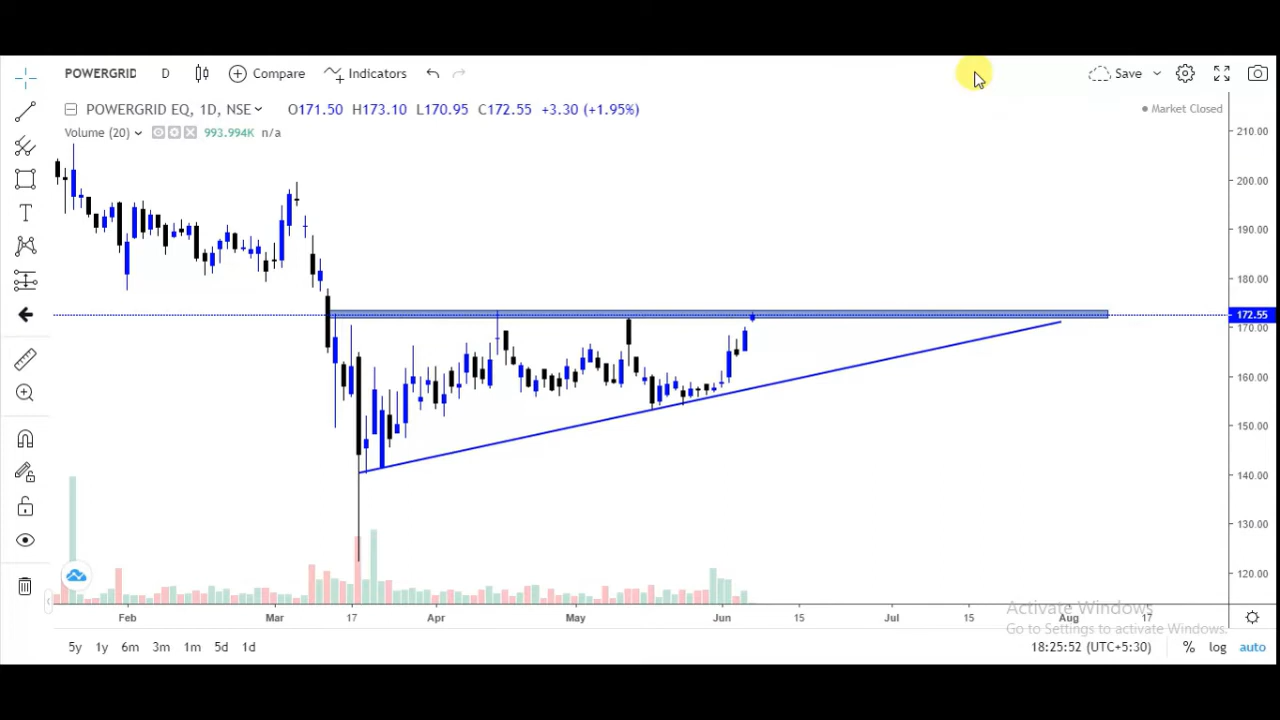 POWERGRID D Compare Indicators Save
POWERGRID EQ, 1D, NSE O171.50 H173.10 L170.95 C172.55 +3.30 (+1.95%) Market Closed
Volume (20) 993.994K n/a
210.00
200.00
190.00
180.00
172.55
170.00
160.00
150.00
140.00
130.00
120.00
Activate Windows
Feb Mar 17 Apr May Jun 15 Jul 15 Aug 17
Go to Settings to activate Windows.
5y 1y 6m 3m 1m 5d 1d 18:25:52 (UTC+5:30) % log auto